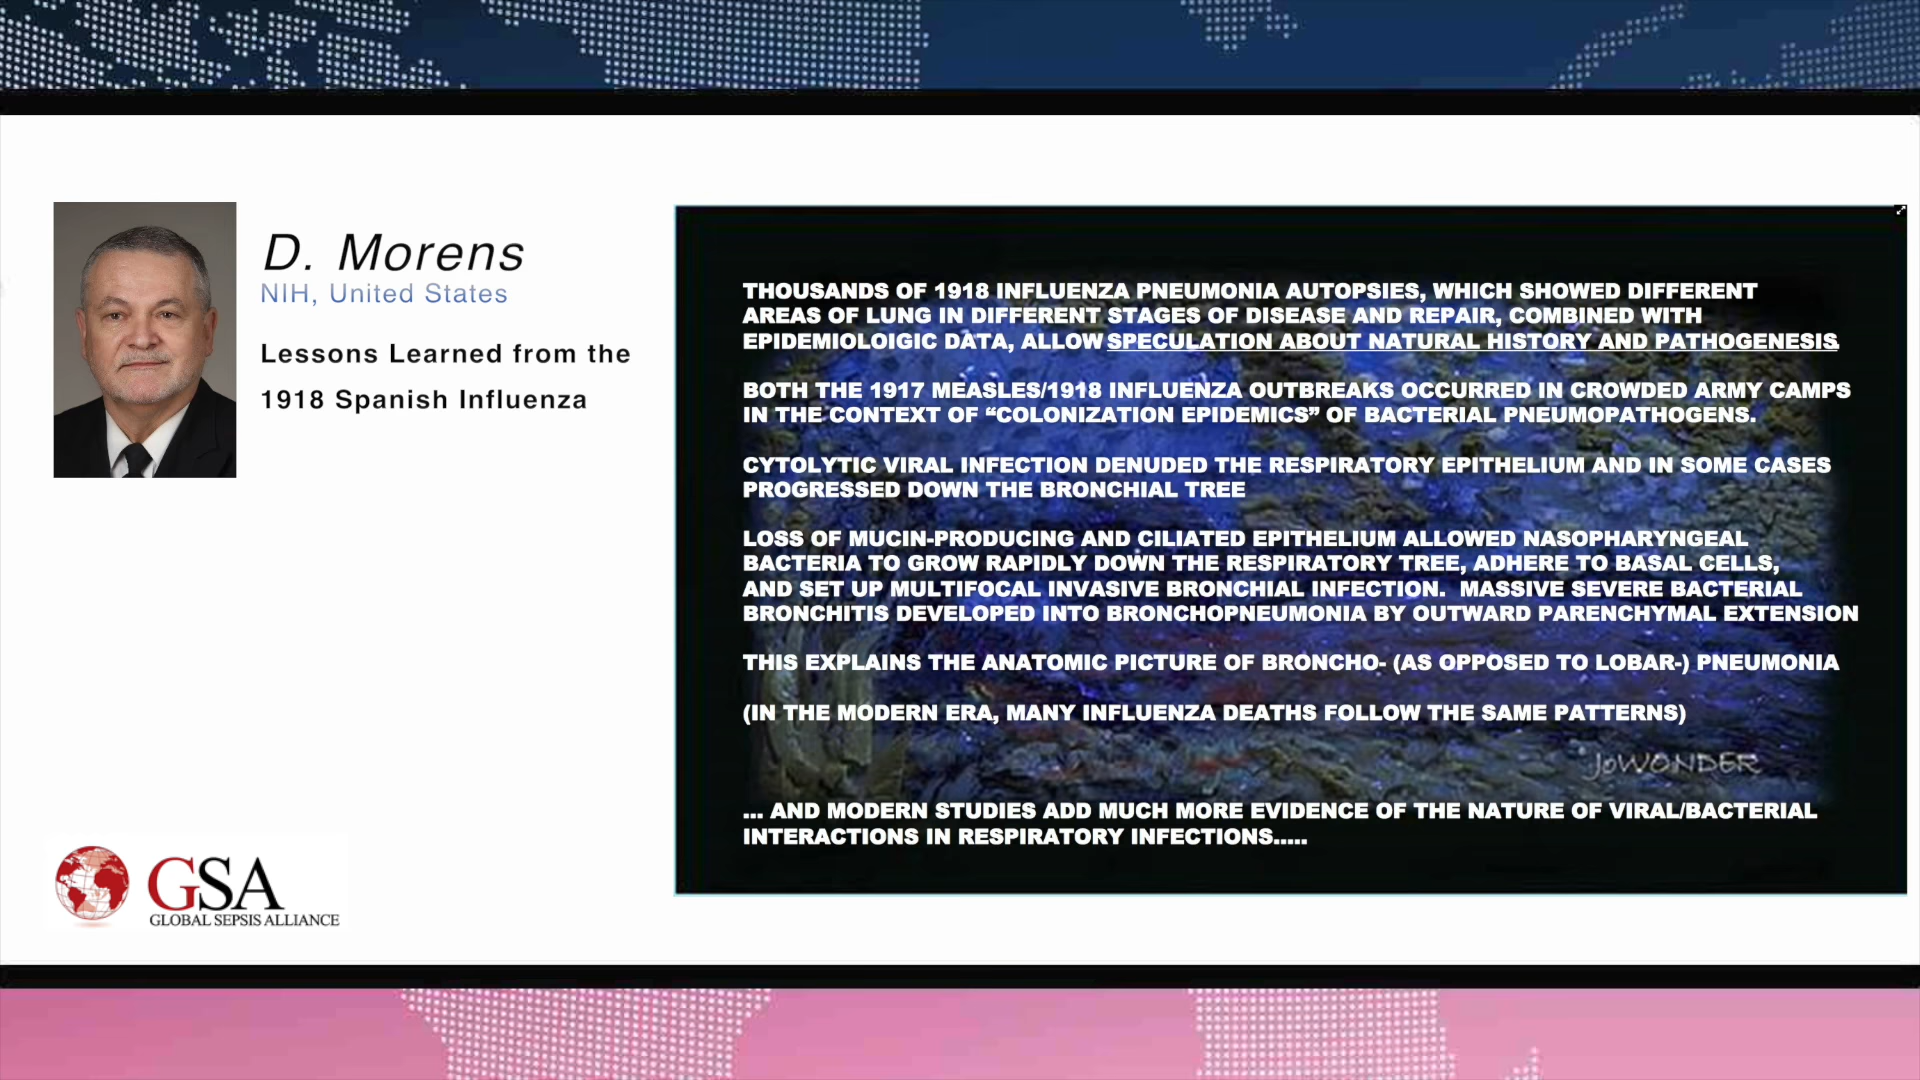 D. Morens
NIH, United States
Lessons Learned from the
1918 Spanish Influenza
THOUSANDS OF 1918 INFLUENZA PNEUMONIA AUTOPSIES, WHICH SHOWED DIFFERENT
AREAS OF LUNG IN DIFFERENT STAGES OF DISEASE AND REPAIR, COMBINED WITH
EPIDEMIOLOIGIC DATA, ALLOW SPECULATION ABOUT NATURAL HISTORY AND PATHOGENESIS.
BOTH THE 1917 MEASLES/1918 INFLUENZA OUTBREAKS OCCURRED IN CROWDED ARMY CAMPS
IN THE CONTEXT OF “COLONIZATION EPIDEMICS” OF BACTERIAL PNEUMOPATHOGENS.
CYTOLYTIC VIRAL INFECTION DENUDED THE RESPIRATORY EPITHELIUM AND IN SOME CASES
PROGRESSED DOWN THE BRONCHIAL TREE
LOSS OF MUCIN-PRODUCING AND CILIATED EPITHELIUM ALLOWED NASOPHARYNGEAL
BACTERIA TO GROW RAPIDLY DOWN THE RESPIRATORY TREE, ADHERE TO BASAL CELLS,
AND SET UP MULTIFOCAL INVASIVE BRONCHIAL INFECTION. MASSIVE SEVERE BACTERIAL
BRONCHITIS DEVELOPED INTO BRONCHOPNEUMONIA BY OUTWARD PARENCHYMAL EXTENSION
THIS EXPLAINS THE ANATOMIC PICTURE OF BRONCHO- (AS OPPOSED TO LOBAR-) PNEUMONIA
(IN THE MODERN ERA, MANY INFLUENZA DEATHS FOLLOW THE SAME PATTERNS)
JoWONDER
... AND MODERN STUDIES ADD MUCH MORE EVIDENCE OF THE NATURE OF VIRAL/BACTERIAL
INTERACTIONS IN RESPIRATORY INFECTIONS.....
GSA
GLOBAL SEPSIS ALLIANCE